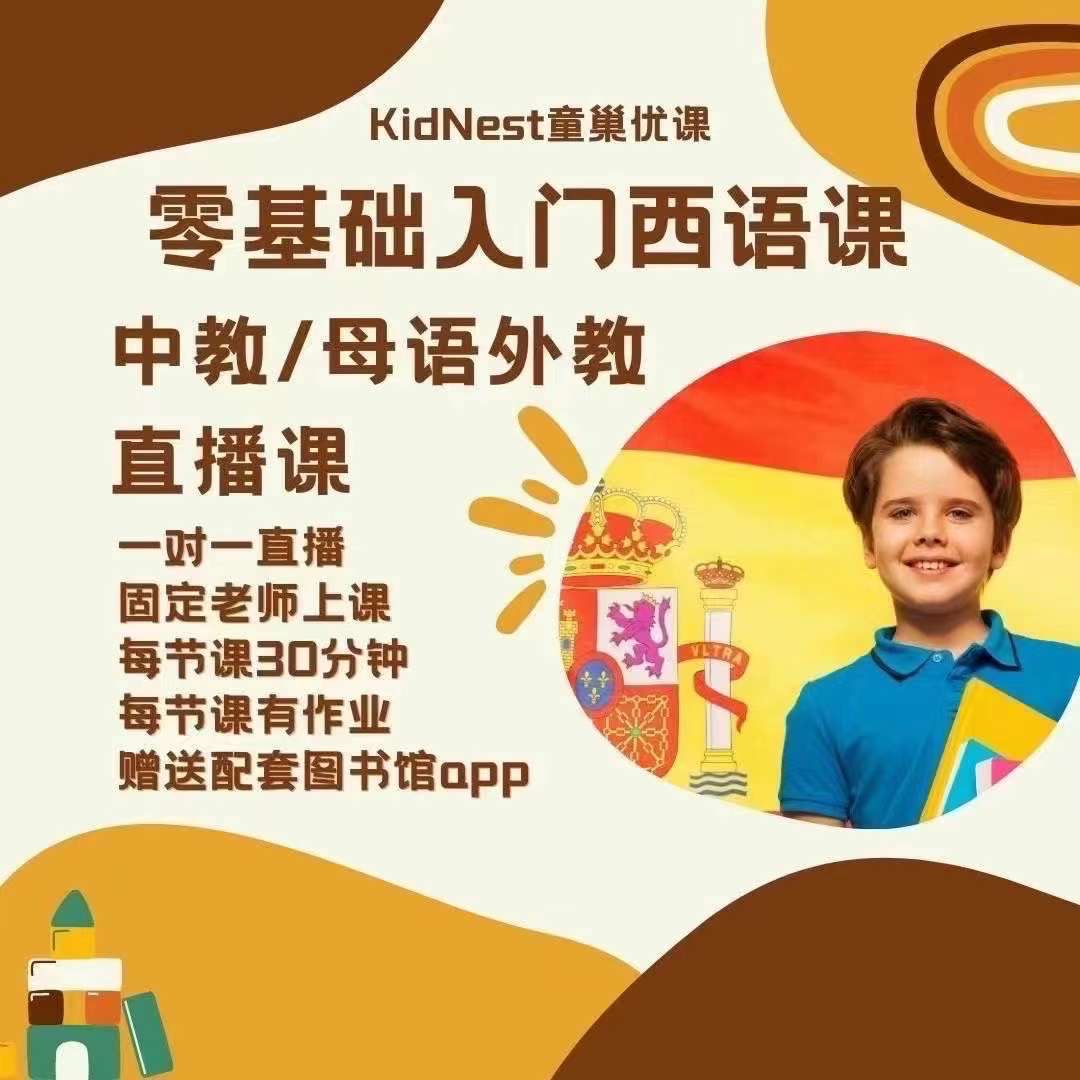 KidNest童巢优课
零基础入门西语课
中教/母语外教
直播课
一对一直播
固定老师上课
每节课30分钟
每节课有作业
赠送配套图书馆app
VLTRA